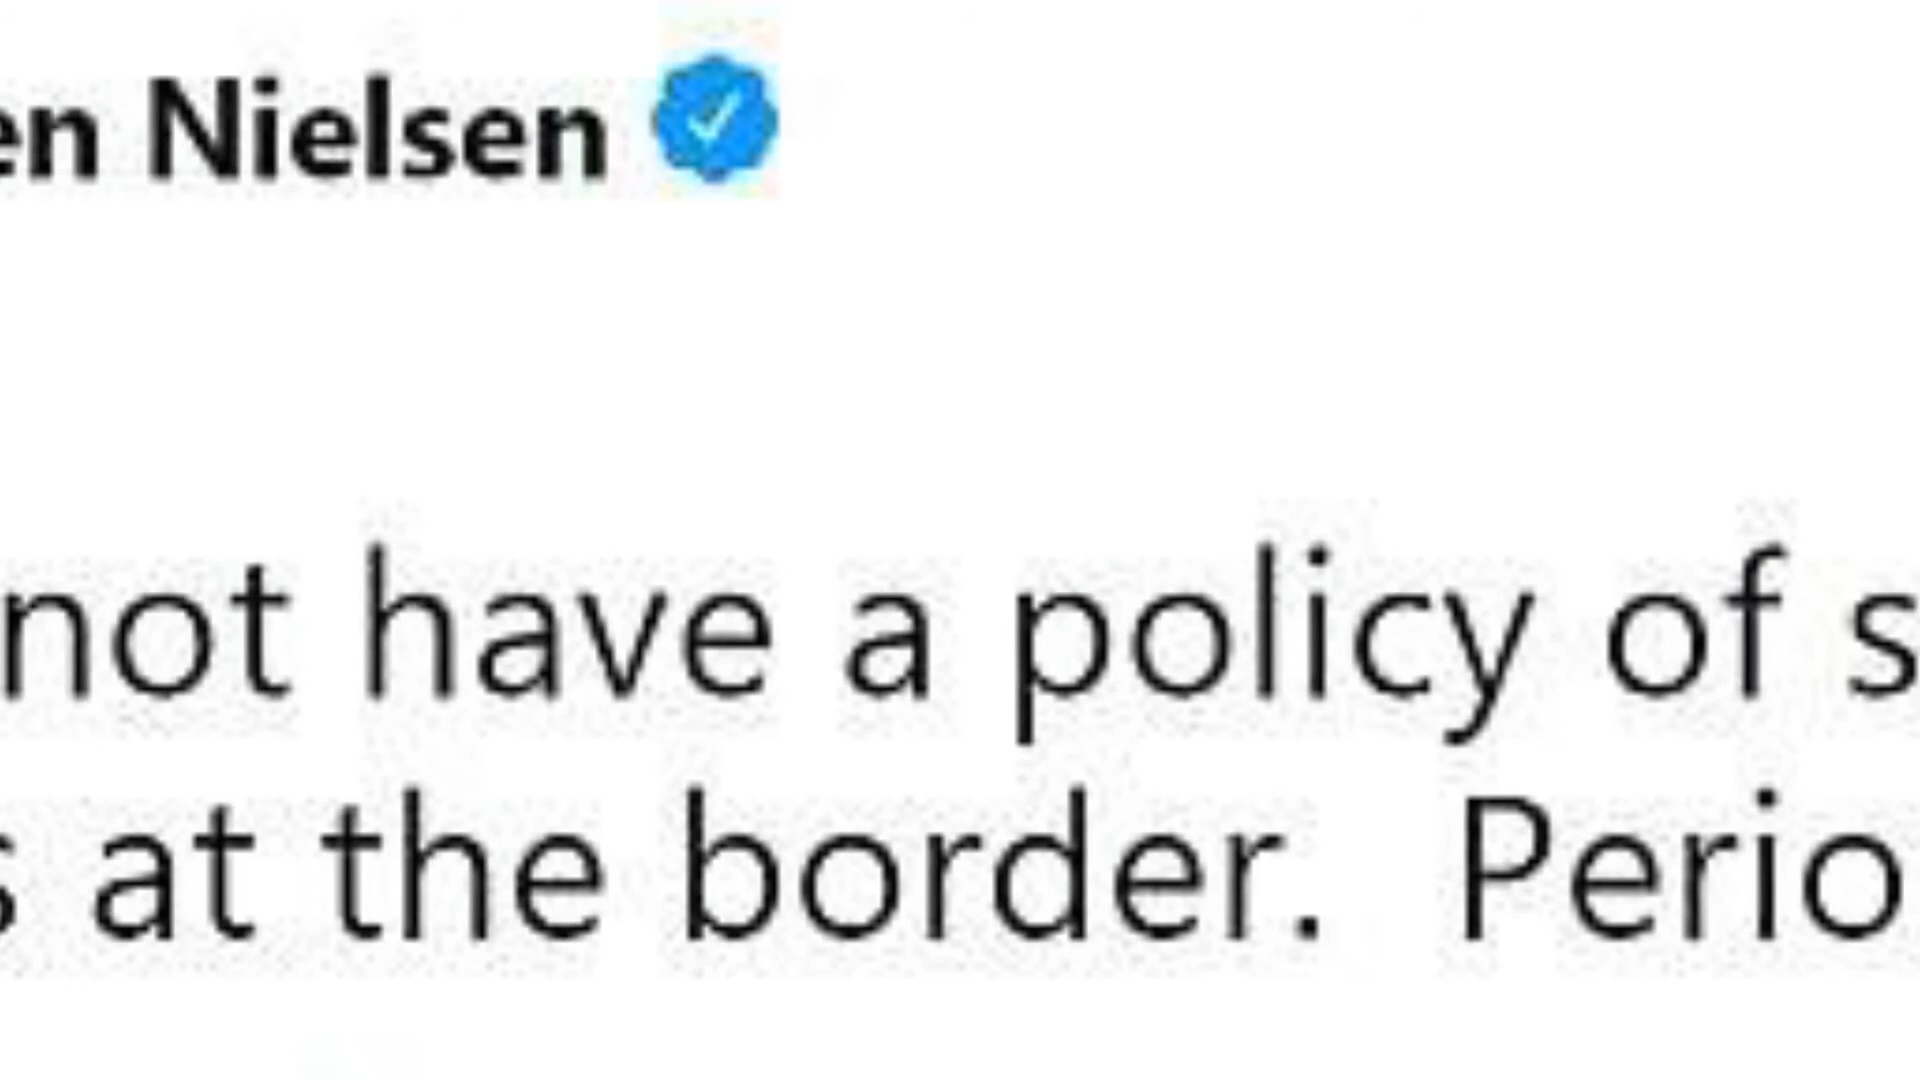 en Nielsen
not have a policy of s
s at the border.  Perio